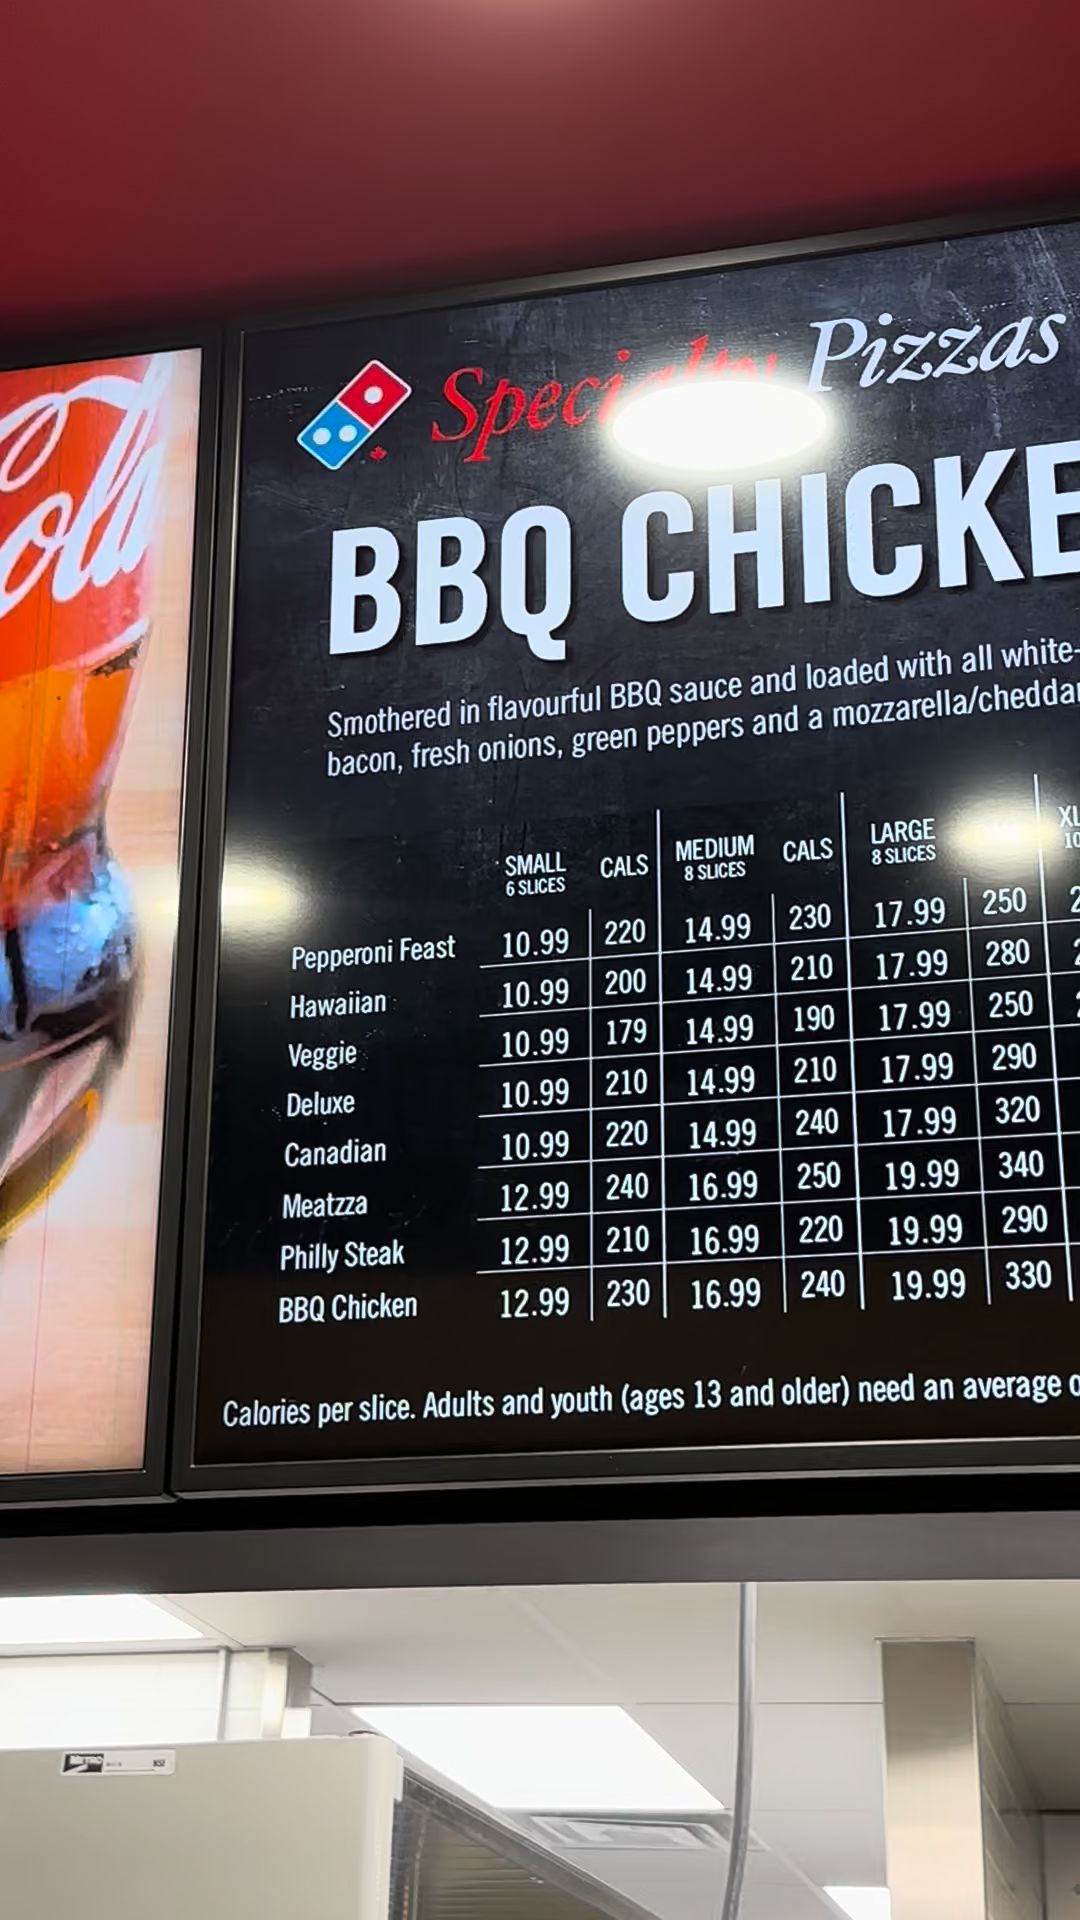 ola
Specialty Pizzas
BBQ CHICKE
Smothered in flavourful BBQ sauce and loaded with all white-
bacon, fresh onions, green peppers and a mozzarella/chedda
SMALL CALS MEDIUM CALS LARGE XL
6 SLICES 8 SLICES 8 SLICES 10
Pepperoni Feast 10.99 220 14.99 230 17.99 250 2
Hawaiian 10.99 200 14.99 210 17.99 280 2
Veggie 10.99 179 14.99 190 17.99 250
Deluxe 10.99 210 14.99 210 17.99 290
Canadian 10.99 220 14.99 240 17.99 320
Meatzza 12.99 240 16.99 250 19.99 340
Philly Steak 12.99 210 16.99 220 19.99 290
BBQ Chicken 12.99 230 16.99 240 19.99 330
Calories per slice. Adults and youth (ages 13 and older) need an average o